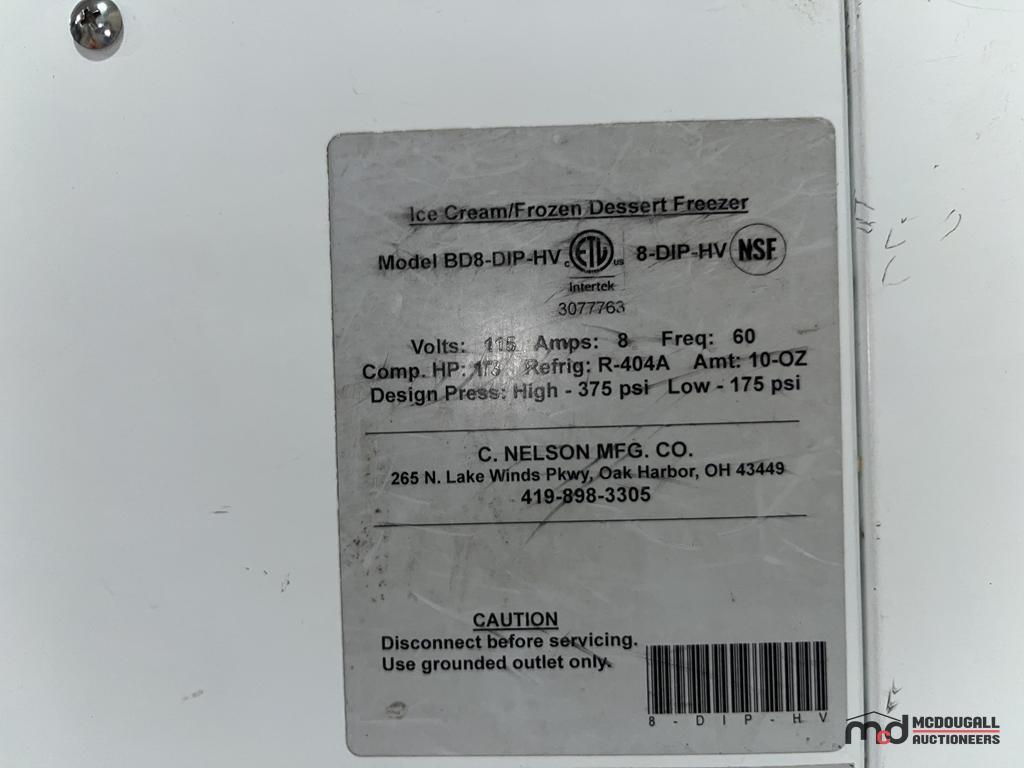 Ice Cream/Frozen Dessert Freezer
Model BD8-DIP-HV c ETL us 8-DIP-HV NSF
Intertek
3077763
Volts: 115 Amps: 8 Freq: 60
Comp. HP: Refrig: R-404A Amt: 10-OZ
Design Press: High - 375 psi Low - 175 psi
C. NELSON MFG. CO.
265 N. Lake Winds Pkwy, Oak Harbor, OH 43449
419-898-3305
CAUTION
Disconnect before servicing.
Use grounded outlet only.
8-DIP-HV
mcd MCDOUGALL
AUCTIONEERS